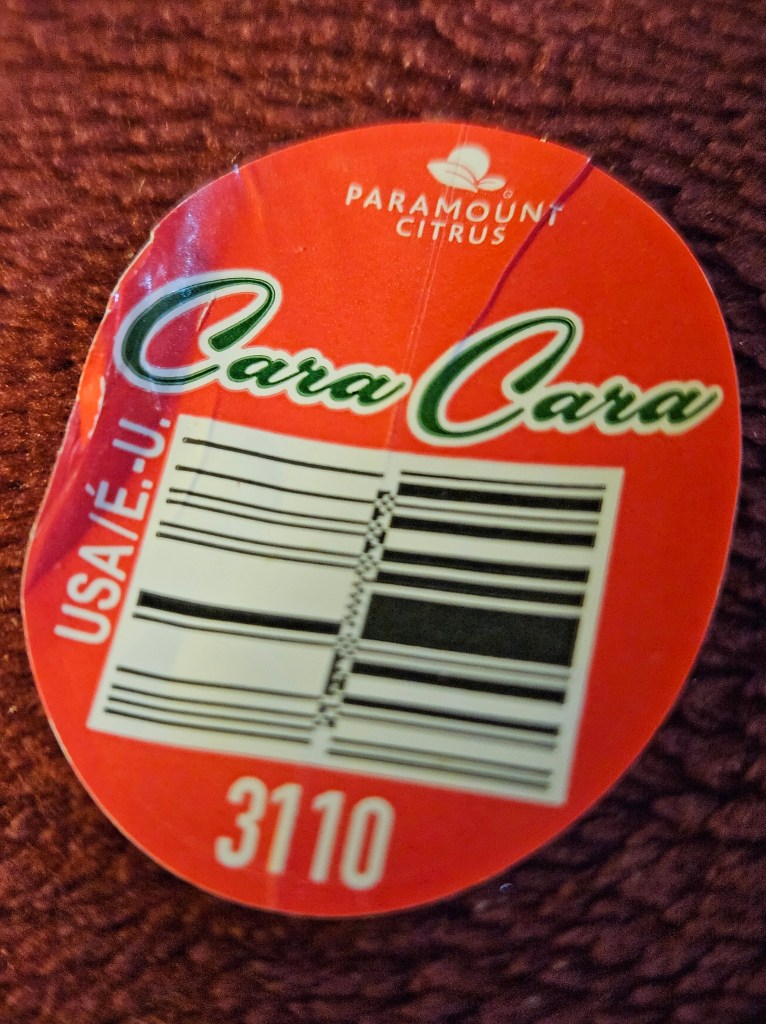 PARAMOUNT
CITRUS
Cara Cara
USA/É.-U.
3110